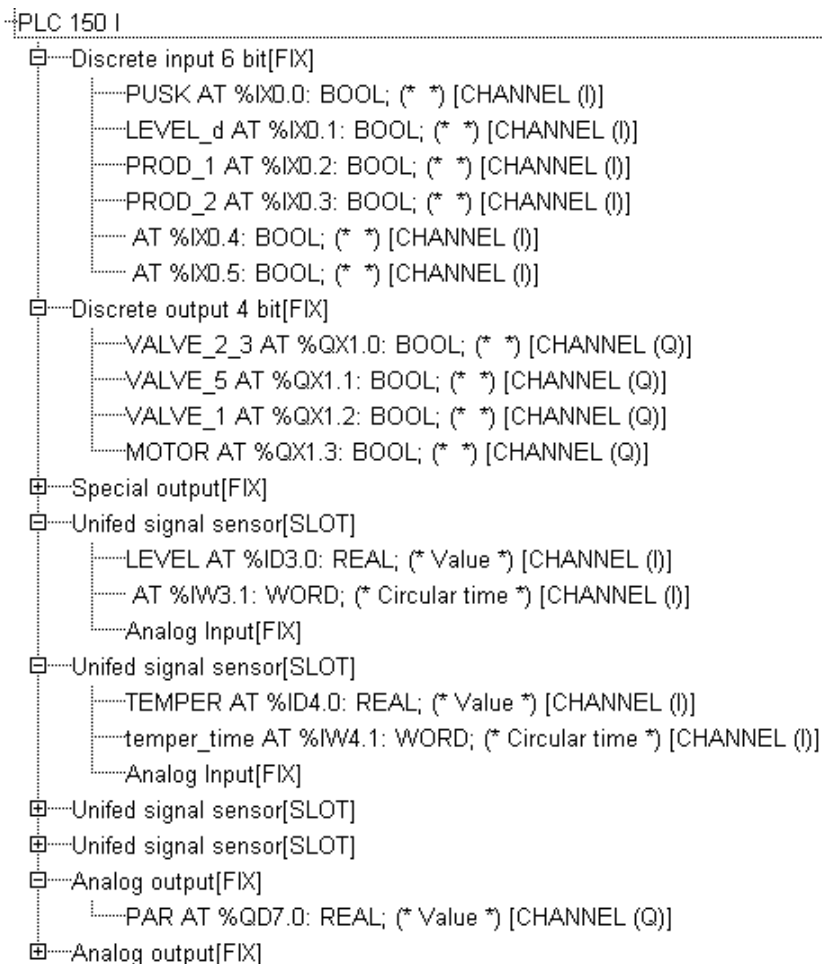 PLC 150 I
Discrete input 6 bit[FIX]
PUSK AT %IX0.0: BOOL; (* *) [CHANNEL (I)]
LEVEL_d AT %IX0.1: BOOL; (* *) [CHANNEL (I)]
PROD_1 AT %IX0.2: BOOL; (* *) [CHANNEL (I)]
PROD_2 AT %IX0.3: BOOL; (* *) [CHANNEL (I)]
AT %IX0.4: BOOL; (* *) [CHANNEL (I)]
AT %IX0.5: BOOL; (* *) [CHANNEL (I)]
Discrete output 4 bit[FIX]
VALVE_2_3 AT %QX1.0: BOOL; (* *) [CHANNEL (Q)]
VALVE_5 AT %QX1.1: BOOL; (* *) [CHANNEL (Q)]
VALVE_1 AT %QX1.2: BOOL; (* *) [CHANNEL (Q)]
MOTOR AT %QX1.3: BOOL; (* *) [CHANNEL (Q)]
Special output[FIX]
Unifed signal sensor[SLOT]
LEVEL AT %ID3.0: REAL; (* Value *) [CHANNEL (I)]
AT %IW3.1: WORD; (* Circular time *) [CHANNEL (I)]
Analog Input[FIX]
Unifed signal sensor[SLOT]
TEMPER AT %ID4.0: REAL; (* Value *) [CHANNEL (I)]
temper_time AT %IW4.1: WORD; (* Circular time *) [CHANNEL (I)]
Analog Input[FIX]
Unifed signal sensor[SLOT]
Unifed signal sensor[SLOT]
Analog output[FIX]
PAR AT %QD7.0: REAL; (* Value *) [CHANNEL (Q)]
Analog output[FIX]